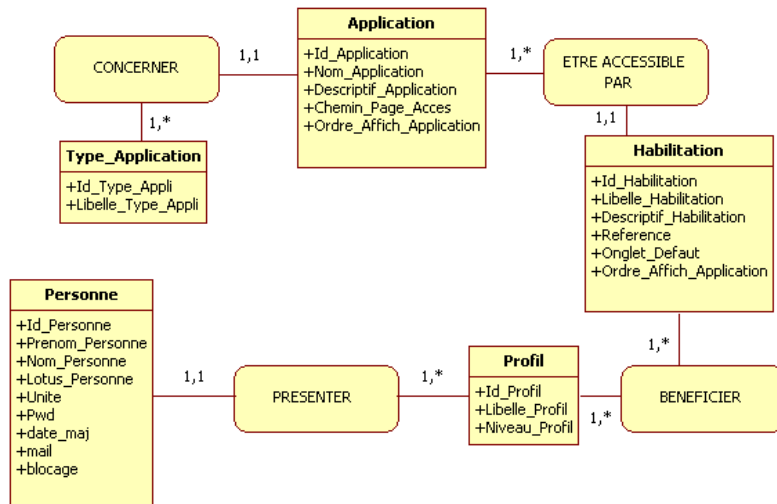 Application
+Id_Application
+Nom_Application
+Descriptif_Application
+Chemin_Page_Acces
+Ordre_Affich_Application
CONCERNER
1,1
1,*
ETRE ACCESSIBLE
PAR
1,*
1,1
Type_Application
+Id_Type_Appli
+Libelle_Type_Appli
Habilitation
+Id_Habilitation
+Libelle_Habilitation
+Descriptif_Habilitation
+Reference
+Onglet_Defaut
+Ordre_Affich_Application
Personne
+Id_Personne
+Prenom_Personne
+Nom_Personne
+Lotus_Personne
+Unite
+Pwd
+date_maj
+mail
+blocage
1,1
PRESENTER
1,*
Profil
+Id_Profil
+Libelle_Profil
+Niveau_Profil
1,*
1,*
BENEFICIER